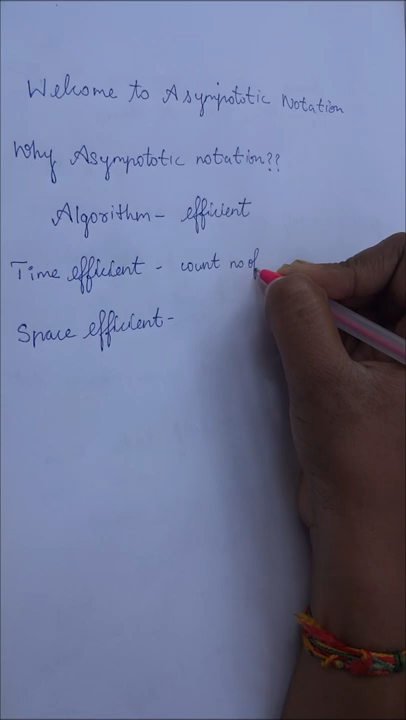 Welcome to Asympototic Notation
Why Asympototic notation??
Algorithm- efficient
Time efficient - count no of
Space efficient-